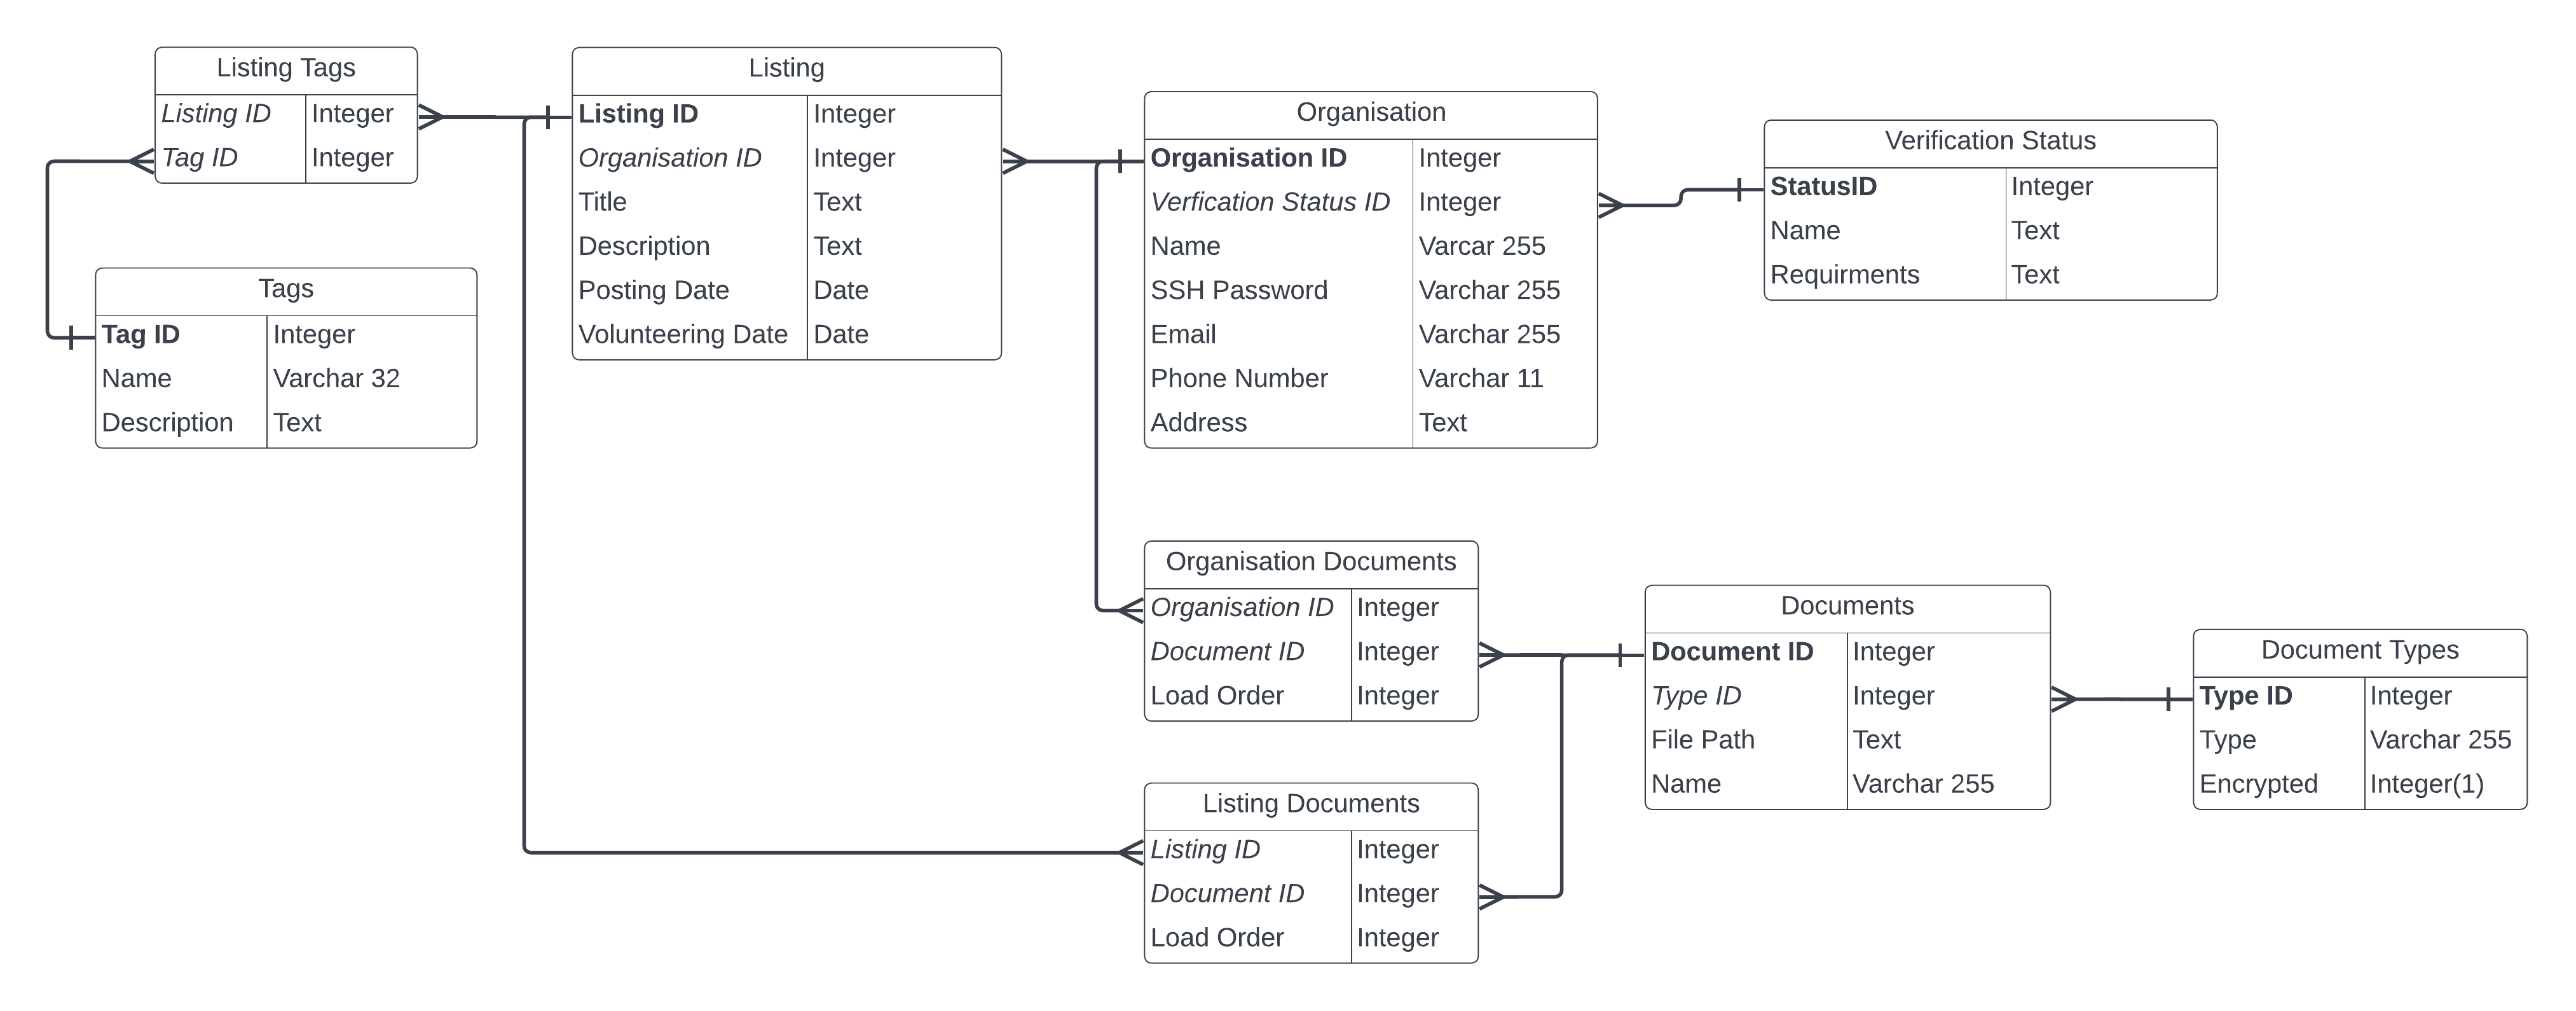 Listing Tags
Listing ID Integer
Tag ID Integer
Tags
Tag ID Integer
Name Varchar 32
Description Text
Listing
Listing ID Integer
Organisation ID Integer
Title Text
Description Text
Posting Date Date
Volunteering Date Date
Organisation
Organisation ID Integer
Verfication Status ID Integer
Name Varcar 255
SSH Password Varchar 255
Email Varchar 255
Phone Number Varchar 11
Address Text
Verification Status
StatusID Integer
Name Text
Requirments Text
Organisation Documents
Organisation ID Integer
Document ID Integer
Load Order Integer
Listing Documents
Listing ID Integer
Document ID Integer
Load Order Integer
Documents
Document ID Integer
Type ID Integer
File Path Text
Name Varchar 255
Document Types
Type ID Integer
Type Varchar 255
Encrypted Integer(1)